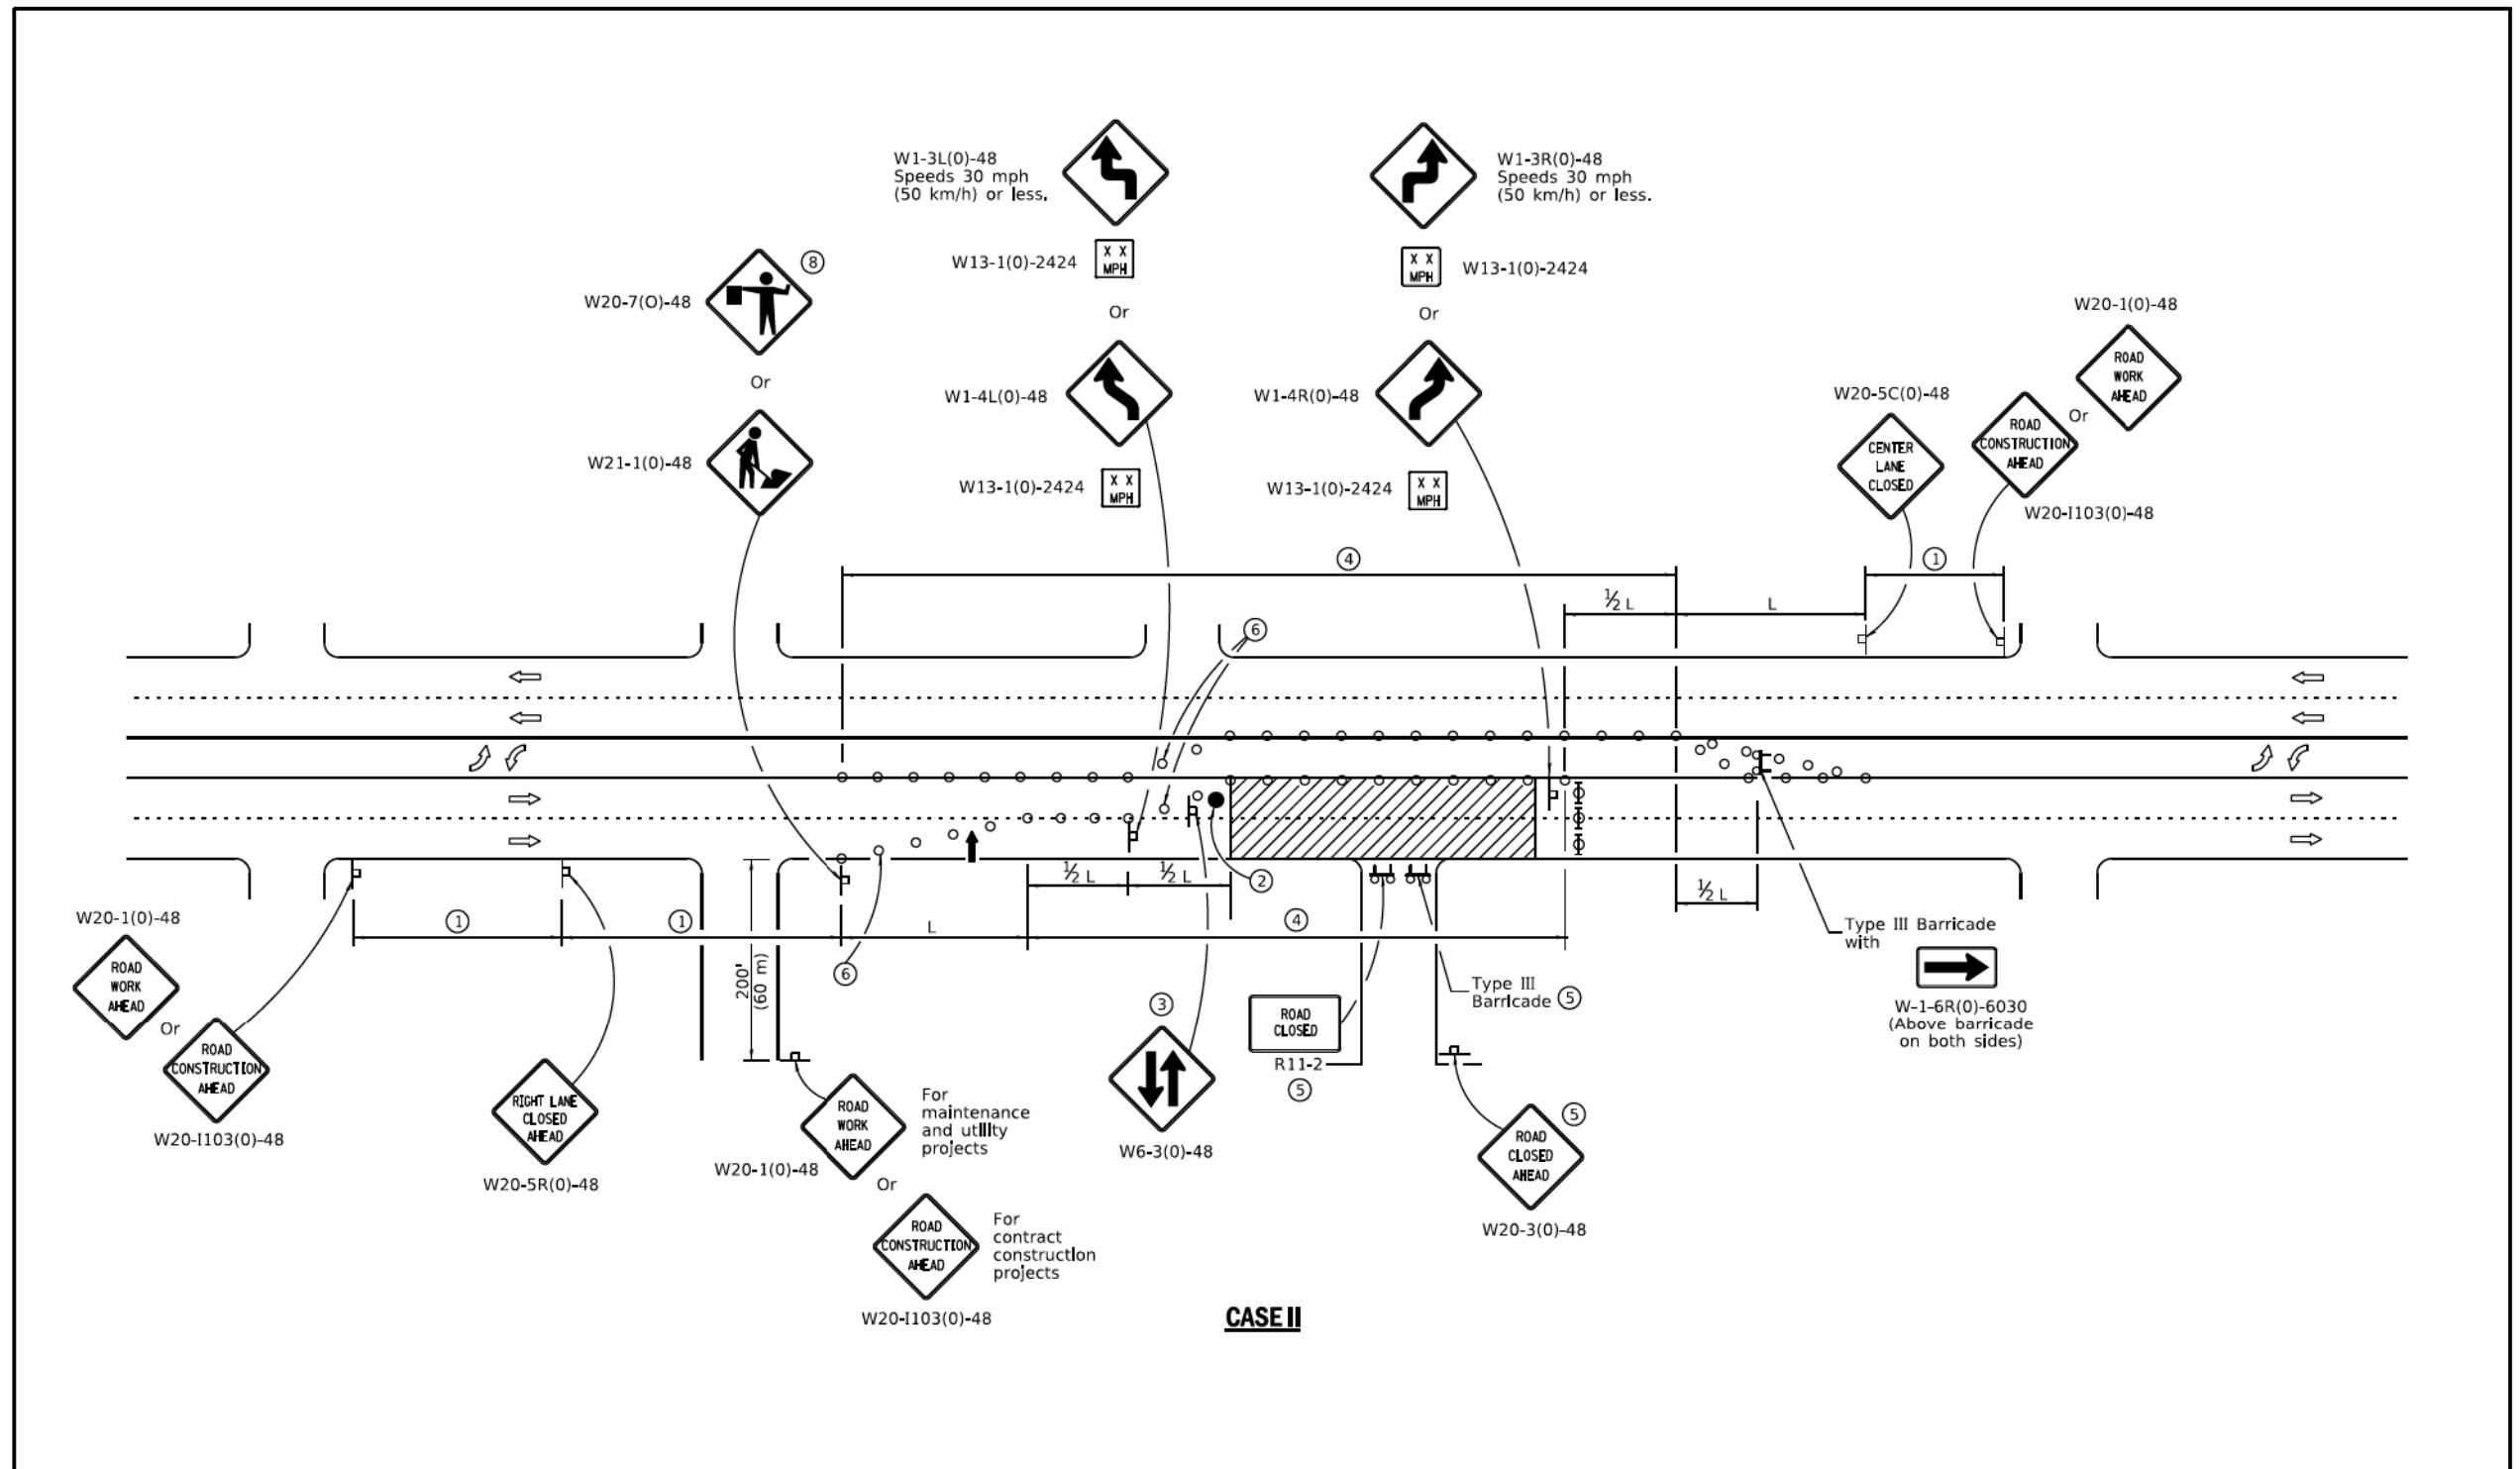 W1-3L(0)-48
Speeds 30 mph
(50 km/h) or less.
W1-3R(0)-48
Speeds 30 mph
(50 km/h) or less.
W13-1(0)-2424
X X
MPH
X X
MPH
W13-1(0)-2424
8
W20-7(O)-48
Or
Or
Or
W21-1(0)-48
W1-4L(0)-48
W1-4R(0)-48
W13-1(0)-2424
X X
MPH
W13-1(0)-2424
X X
MPH
W20-1(0)-48
ROAD
WORK
AHEAD
Or
W20-5C(0)-48
CENTER
LANE
CLOSED
ROAD
CONSTRUCTION
AHEAD
W20-I103(0)-48
4
1
½ L
L
6
½ L
½ L
2
½ L
1
1
L
4
6
200'
(60 m)
W20-1(0)-48
ROAD
WORK
AHEAD
Or
ROAD
CONSTRUCTION
AHEAD
W20-I103(0)-48
RIGHT LANE
CLOSED
AHEAD
W20-5R(0)-48
ROAD
WORK
AHEAD
W20-1(0)-48
For
maintenance
and utility
projects
Or
ROAD
CONSTRUCTION
AHEAD
For
contract
construction
projects
W20-I103(0)-48
3
W6-3(0)-48
ROAD
CLOSED
R11-2
5
Type III
Barricade 5
5
ROAD
CLOSED
AHEAD
W20-3(0)-48
Type III Barricade
with
W-1-6R(0)-6030
(Above barricade
on both sides)
CASE II